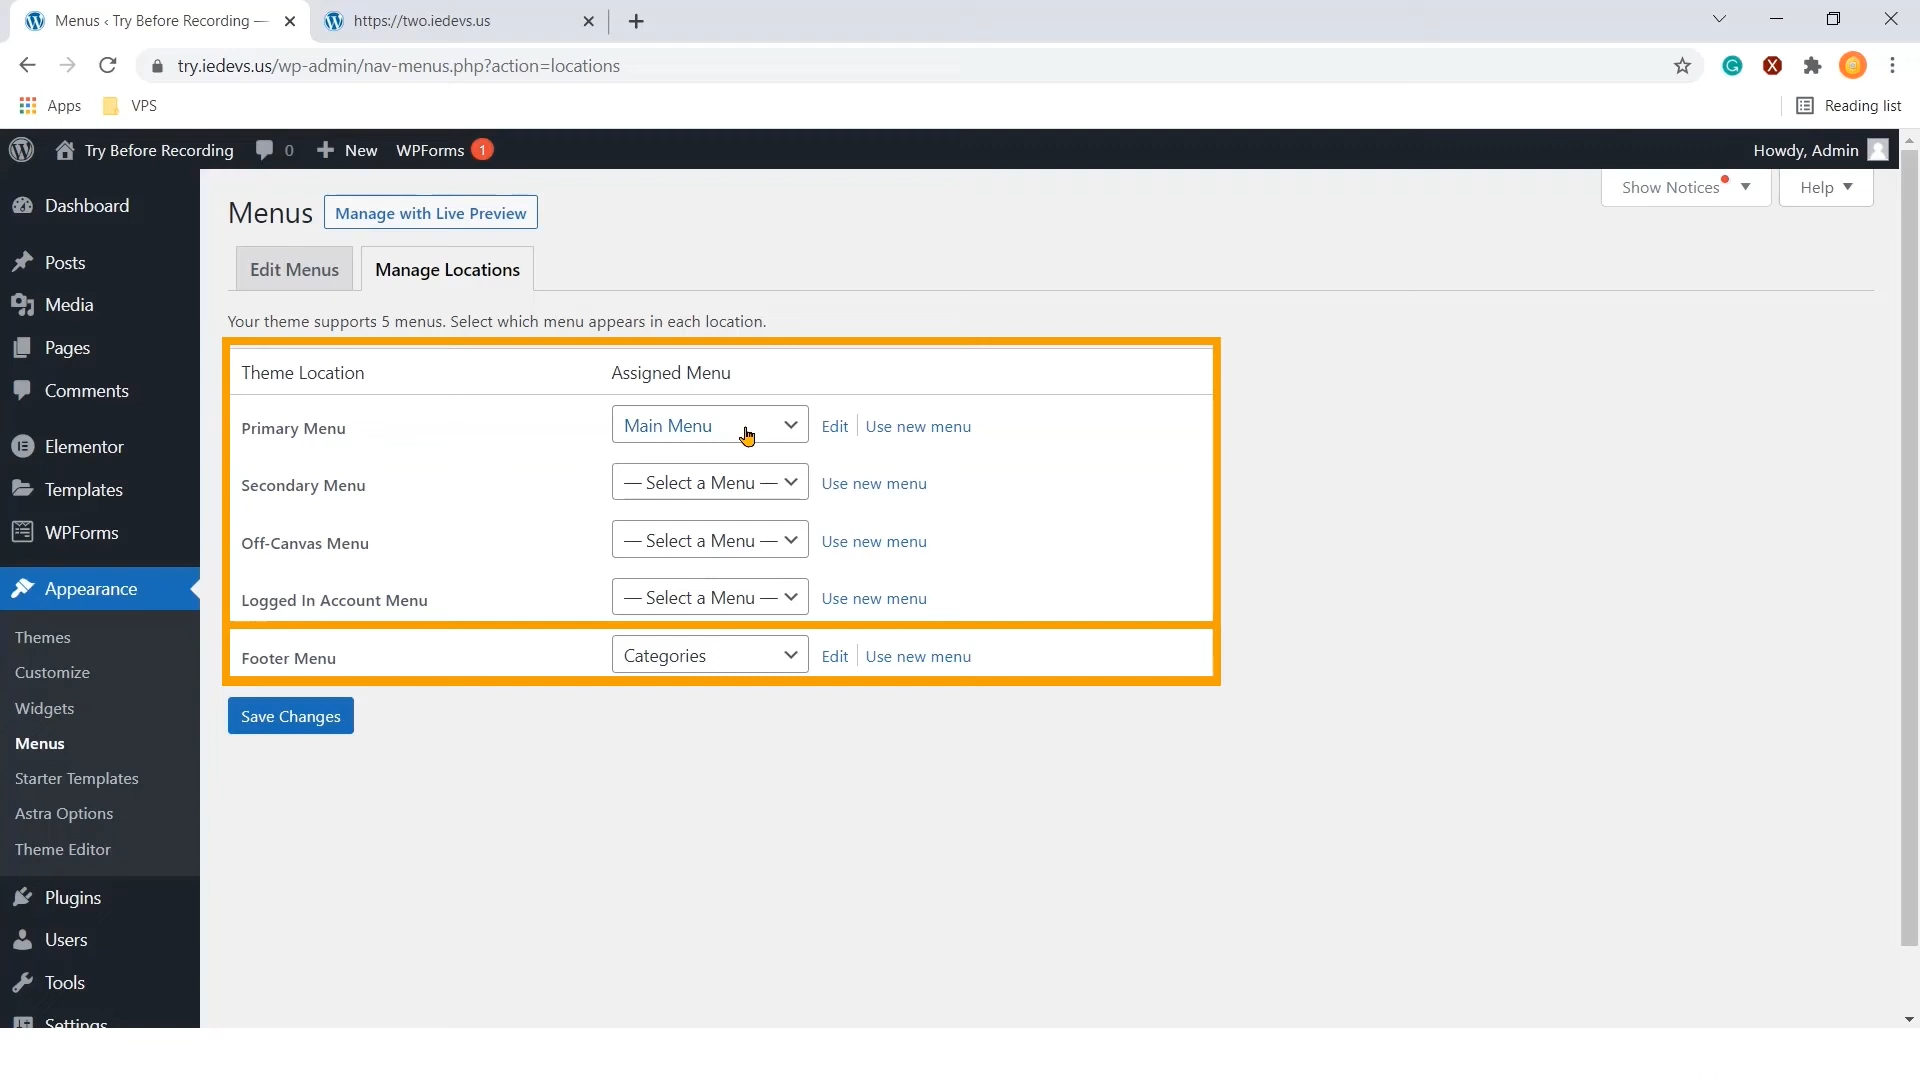 Menus ‹ Try Before Recording —
https://two.iedevs.us
try.iedevs.us/wp-admin/nav-menus.php?action=locations
Apps
VPS
Reading list
Try Before Recording
0
New
WPForms 1
Howdy, Admin
Dashboard
Posts
Media
Pages
Comments
Elementor
Templates
WPForms
Appearance
Themes
Customize
Widgets
Menus
Starter Templates
Astra Options
Theme Editor
Plugins
Users
Tools
Settings
Show Notices
Help
Menus
Manage with Live Preview
Edit Menus
Manage Locations
Your theme supports 5 menus. Select which menu appears in each location.
Theme Location Assigned Menu
Primary Menu Main Menu Edit Use new menu
Secondary Menu — Select a Menu — Use new menu
Off-Canvas Menu — Select a Menu — Use new menu
Logged In Account Menu — Select a Menu — Use new menu
Footer Menu Categories Edit Use new menu
Save Changes